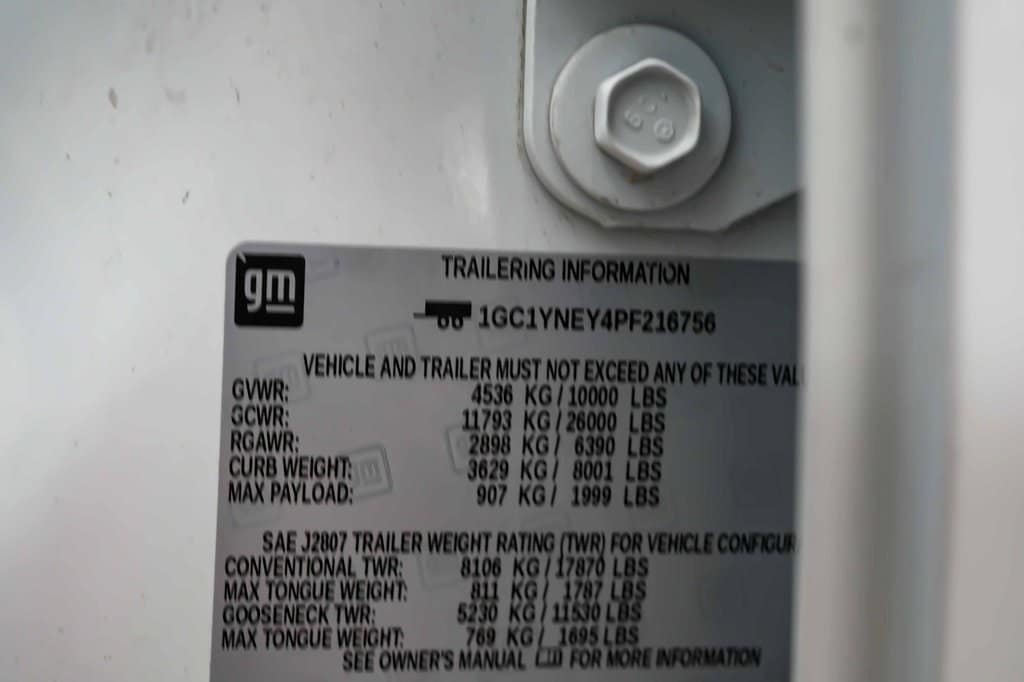 gm
TRAILERING INFORMATION
1GC1YNEY4PF216756
VEHICLE AND TRAILER MUST NOT EXCEED ANY OF THESE VAL
GVWR: 4536 KG / 10000 LBS
GCWR: 11793 KG / 26000 LBS
RGAWR: 2898 KG / 6390 LBS
CURB WEIGHT: 3629 KG / 8001 LBS
MAX PAYLOAD: 907 KG / 1999 LBS
SAE J2807 TRAILER WEIGHT RATING (TWR) FOR VEHICLE CONFIGUR
CONVENTIONAL TWR: 8106 KG / 17870 LBS
MAX TONGUE WEIGHT: 811 KG / 1787 LBS
GOOSENECK TWR: 5230 KG / 11530 LBS
MAX TONGUE WEIGHT: 769 KG / 1695 LBS
SEE OWNER'S MANUAL FOR MORE INFORMATION